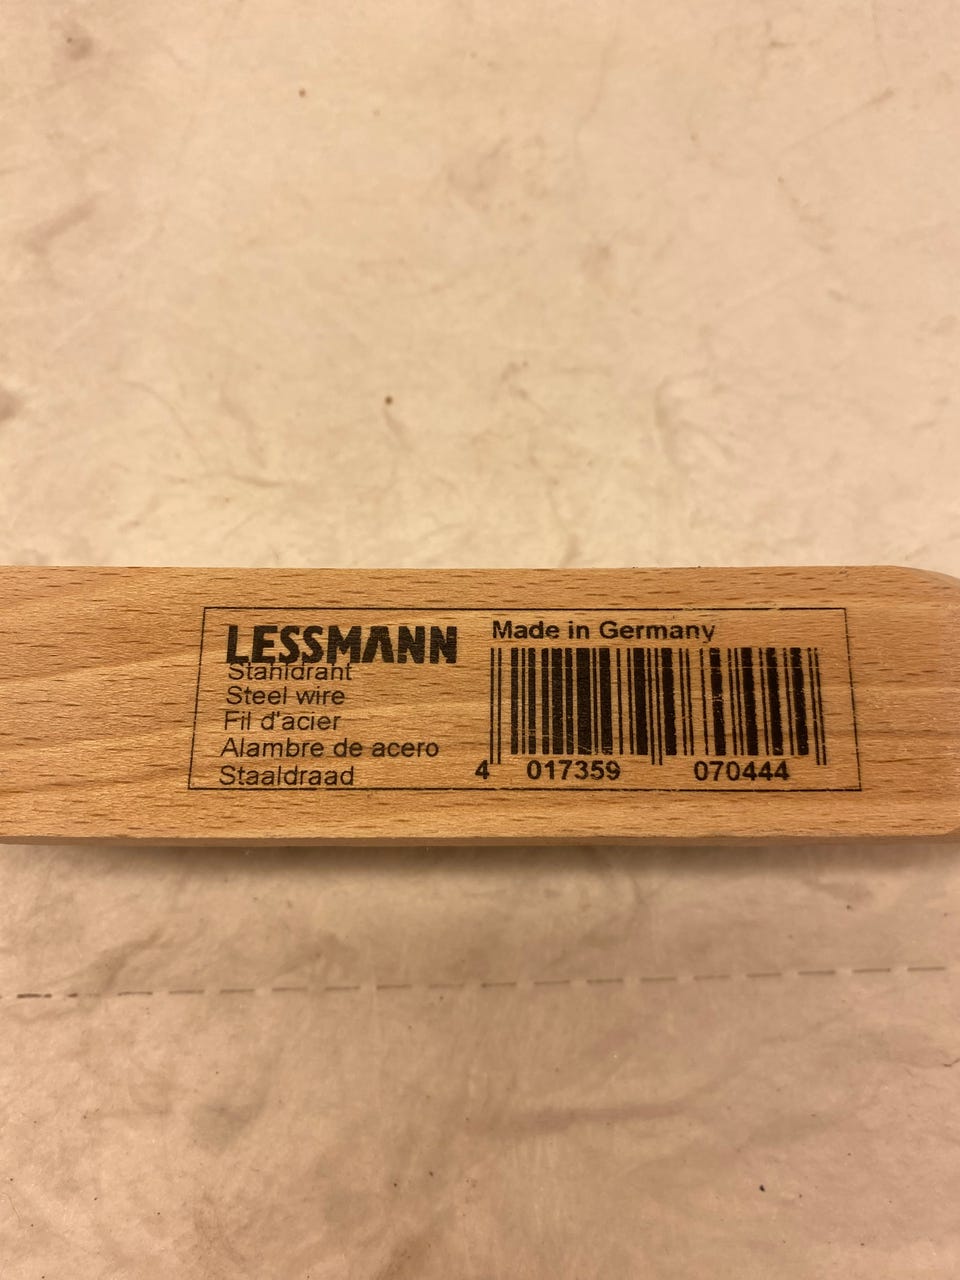 LESSMANN
Stahldraht
Steel wire
Fil d'acier
Alambre de acero
Staaldraad
Made in Germany
4 017359 070444